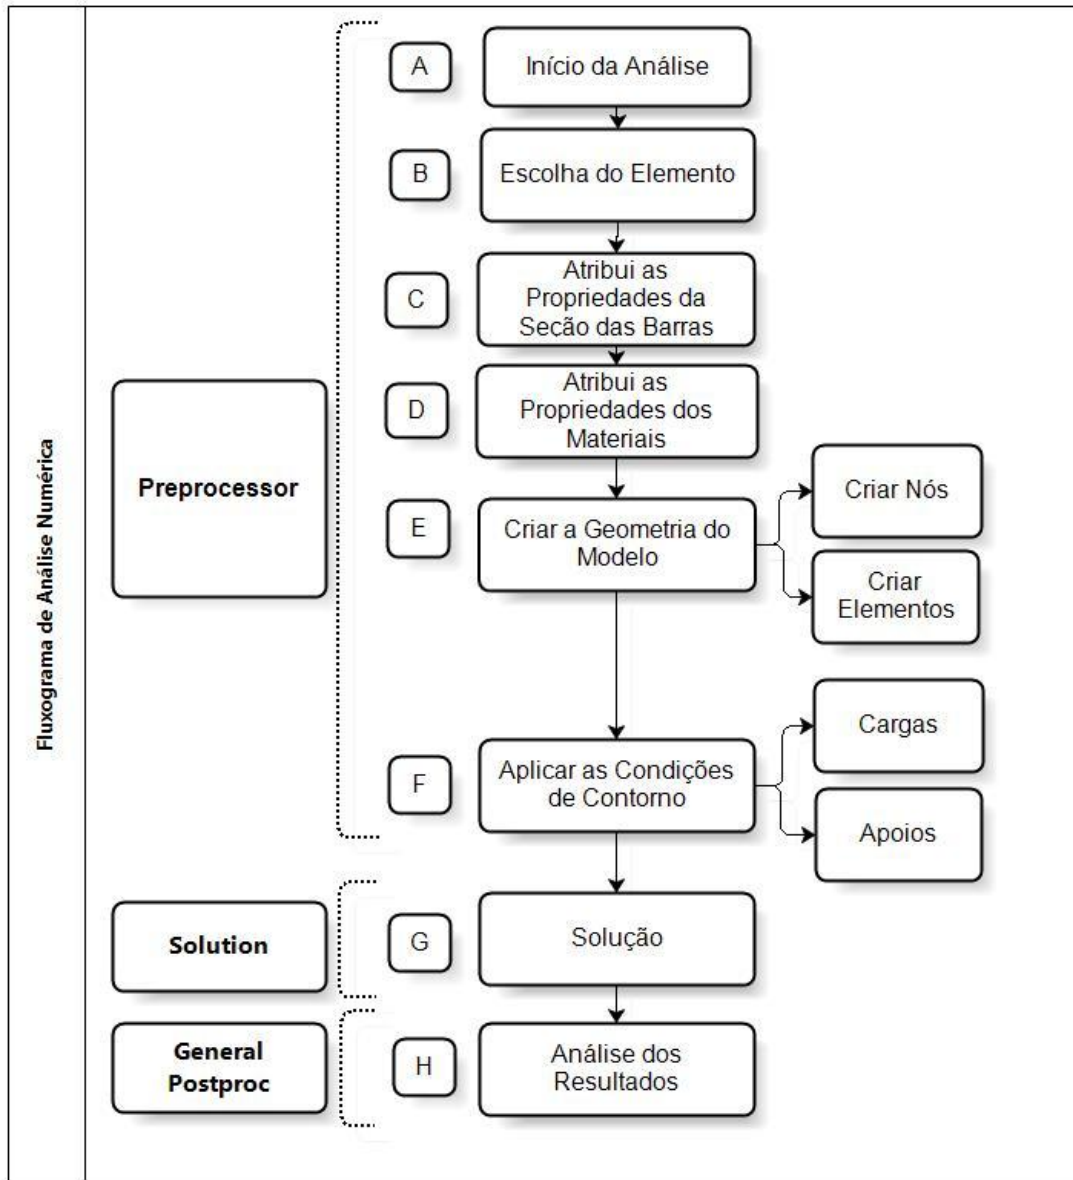 Fluxograma de Análise Numérica
Preprocessor
A
Início da Análise
B
Escolha do Elemento
C
Atribui as
Propriedades da
Seção das Barras
D
Atribui as
Propriedades dos
Materiais
E
Criar a Geometria do
Modelo
Criar Nós
Criar
Elementos
F
Aplicar as Condições
de Contorno
Cargas
Apoios
Solution
G
Solução
General
Postproc
H
Análise dos
Resultados